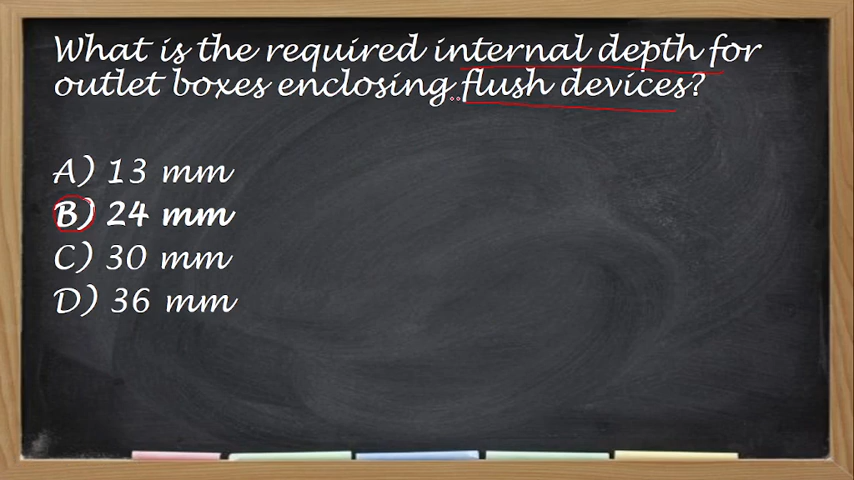 What is the required internal depth for
outlet boxes enclosing flush devices?
A) 13 mm
B) 24 mm
C) 30 mm
D) 36 mm